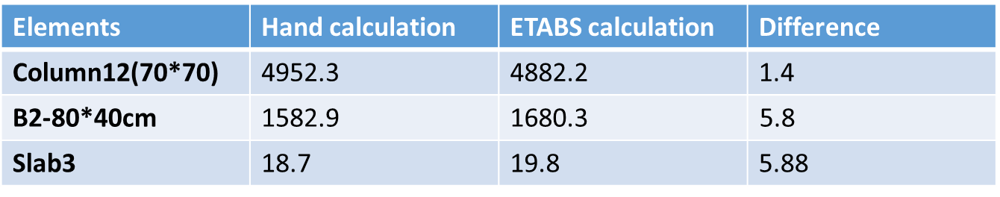 Elements Hand calculation ETABS calculation Difference
Column12(70*70) 4952.3 4882.2 1.4
B2-80*40cm 1582.9 1680.3 5.8
Slab3 18.7 19.8 5.88